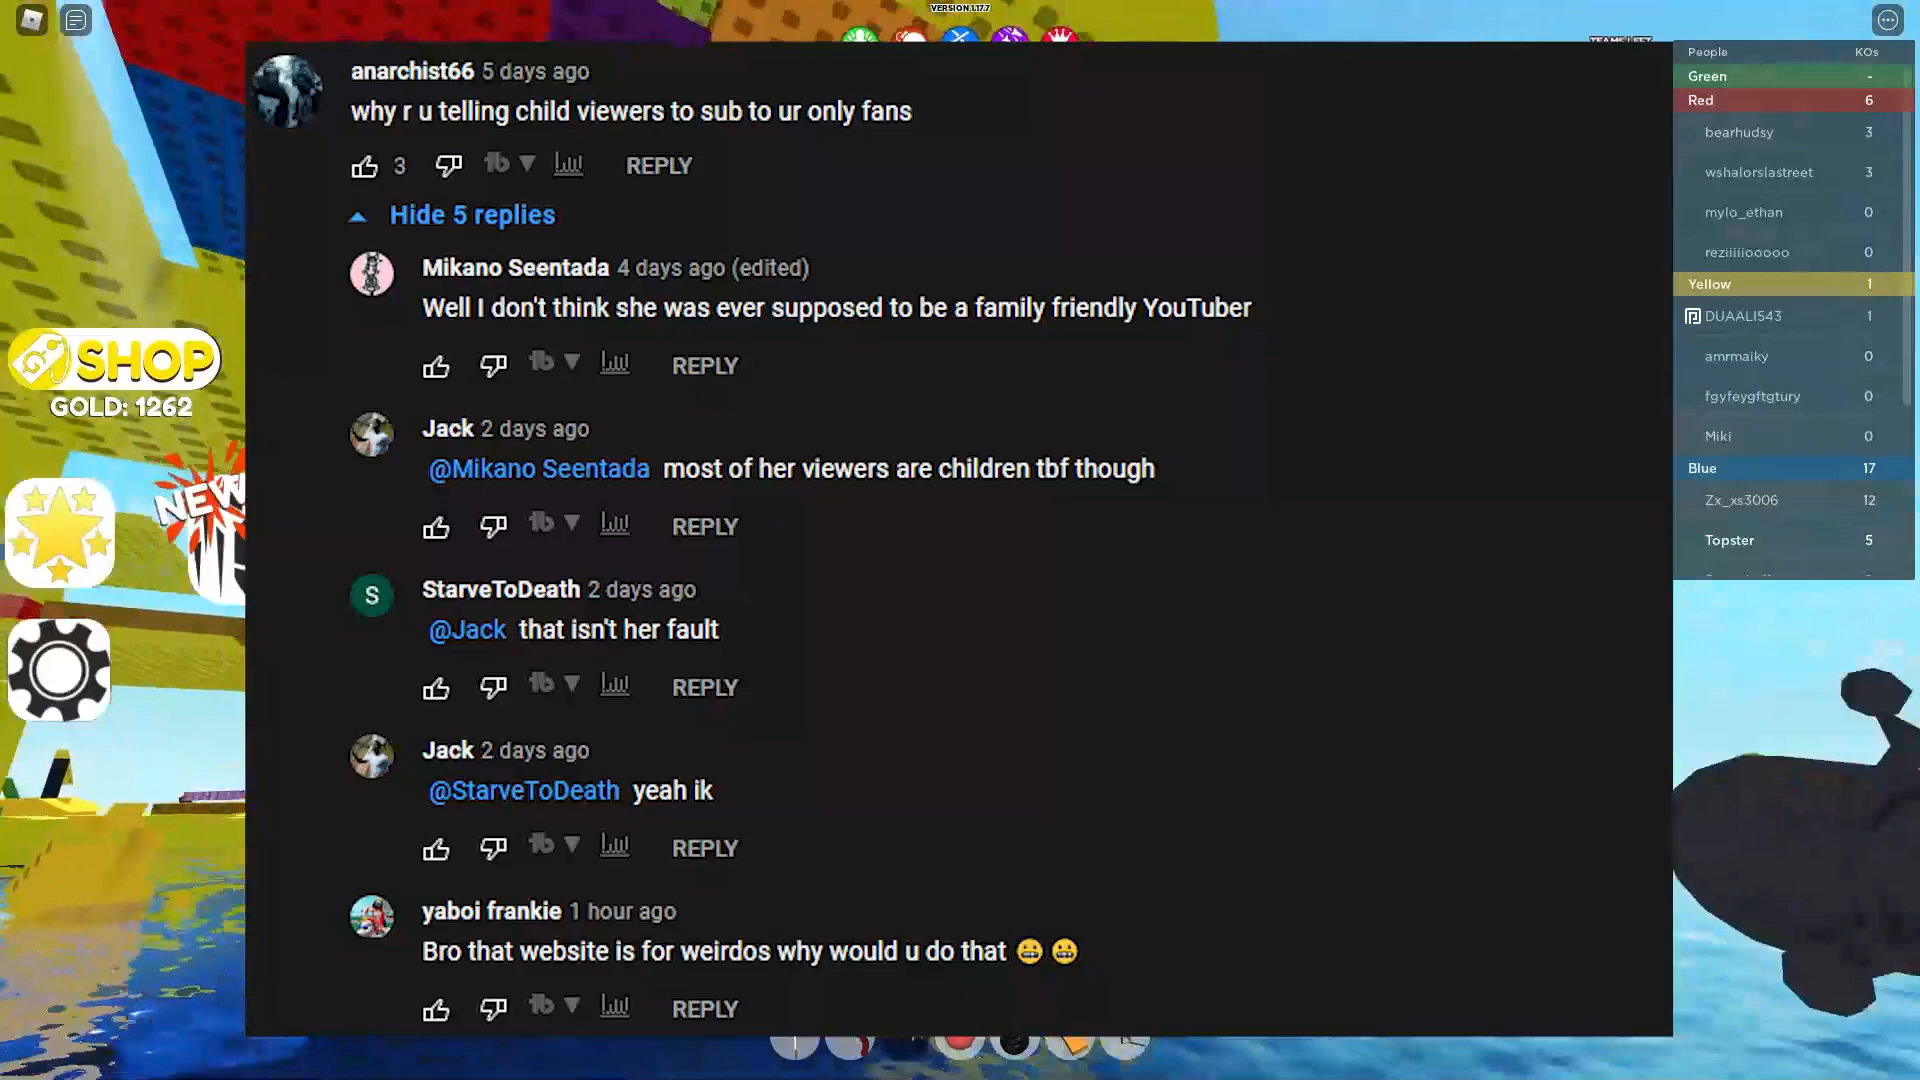 VERSION 1.17.7
anarchist66 5 days ago
why r u telling child viewers to sub to ur only fans
3 REPLY
Hide 5 replies
Mikano Seentada 4 days ago (edited)
Well I don't think she was ever supposed to be a family friendly YouTuber
REPLY
Jack 2 days ago
@Mikano Seentada most of her viewers are children tbf though
REPLY
S
StarveToDeath 2 days ago
@Jack that isn't her fault
REPLY
Jack 2 days ago
@StarveToDeath yeah ik
REPLY
yaboi frankie 1 hour ago
Bro that website is for weirdos why would u do that 😬 😬
REPLY
SHOP
GOLD: 1262
NEW
People KOs
Green -
Red 6
bearhudsy 3
wshalorslastreet 3
mylo_ethan 0
reziiiiiooooo 0
Yellow 1
DUAALI543 1
amrmaiky 0
fgyfeygftgtury 0
Miki 0
Blue 17
Zx_xs3006 12
Topster 5